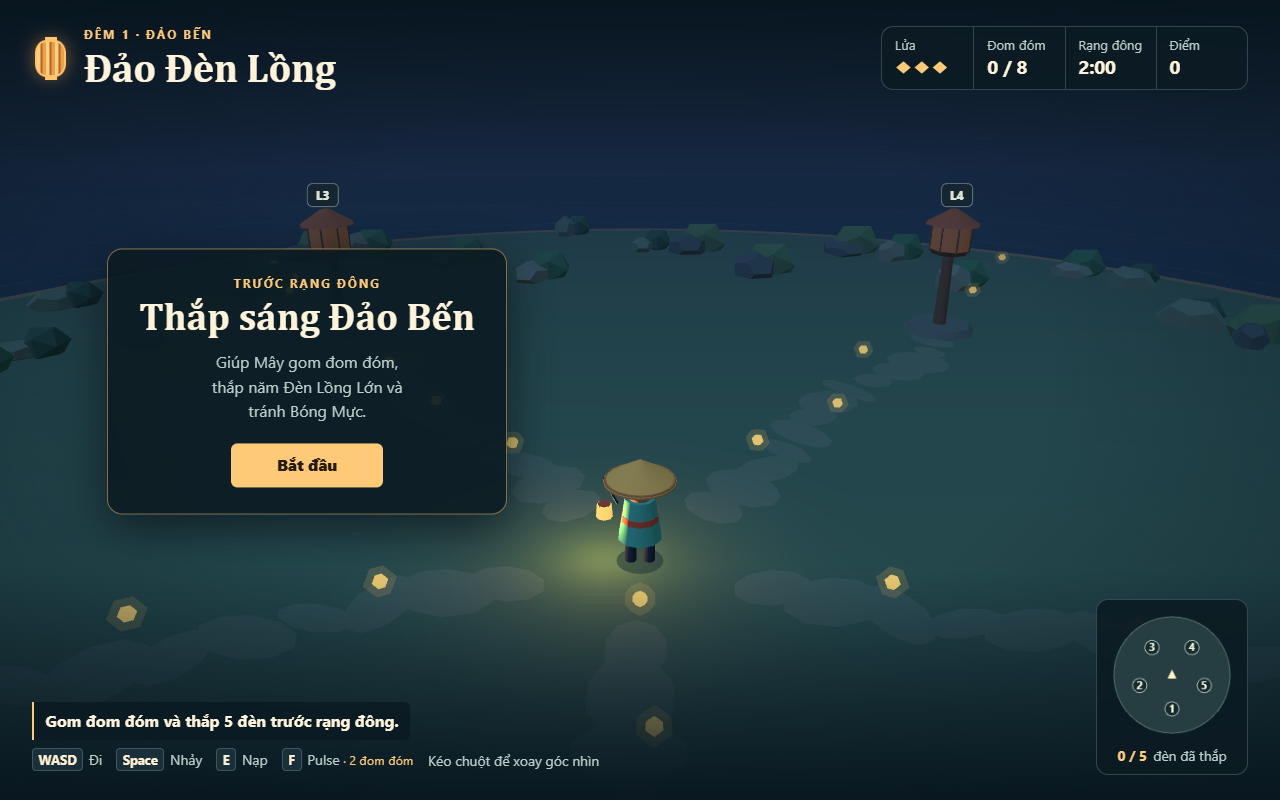 ĐÊM 1 · ĐẢO BẾN
Đảo Đèn Lồng
Lửa
Đom đóm
0 / 8
Rạng đông
2:00
Điểm
0
L3
L4
TRƯỚC RẠNG ĐÔNG
Thắp sáng Đảo Bến
Giúp Mây gom đom đóm,
thắp năm Đèn Lồng Lớn và
tránh Bóng Mực.
Bắt đầu
Gom đom đóm và thắp 5 đèn trước rạng đông.
WASD Đi Space Nhảy E Nạp F Pulse · 2 đom đóm Kéo chuột để xoay góc nhìn
3 4
2 5
1
0 / 5 đèn đã thắp